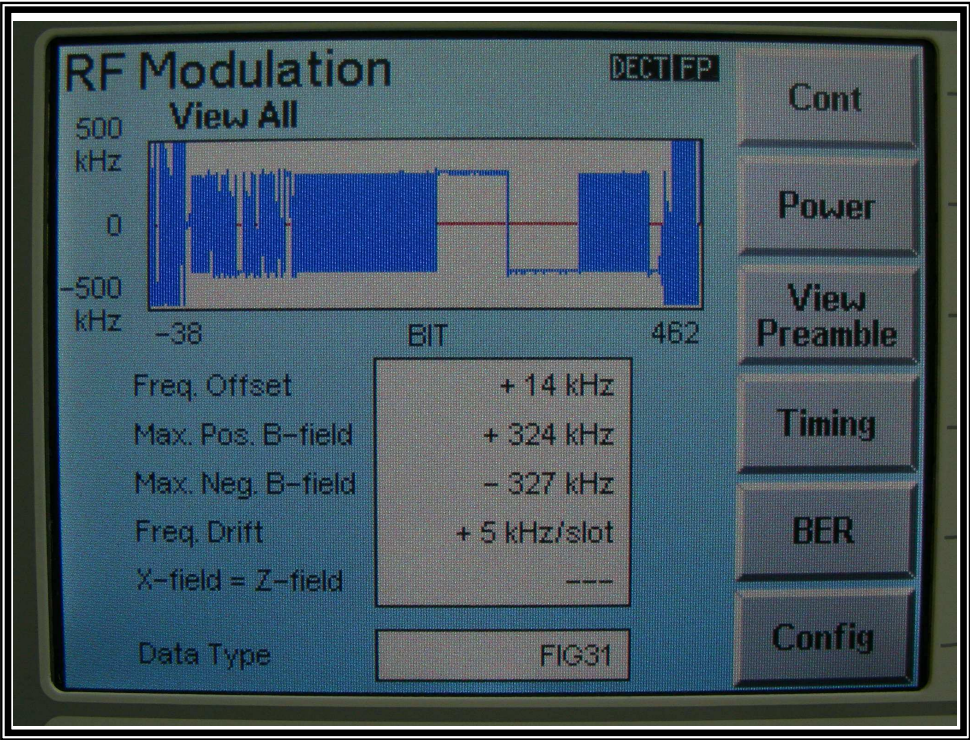 RF Modulation
DECT FP
View All
500
kHz
0
-500
kHz
-38 BIT 462
Freq. Offset + 14 kHz
Max. Pos. B-field + 324 kHz
Max. Neg. B-field - 327 kHz
Freq. Drift + 5 kHz/slot
X-field = Z-field ---
Data Type FIG31
Cont
Power
View
Preamble
Timing
BER
Config